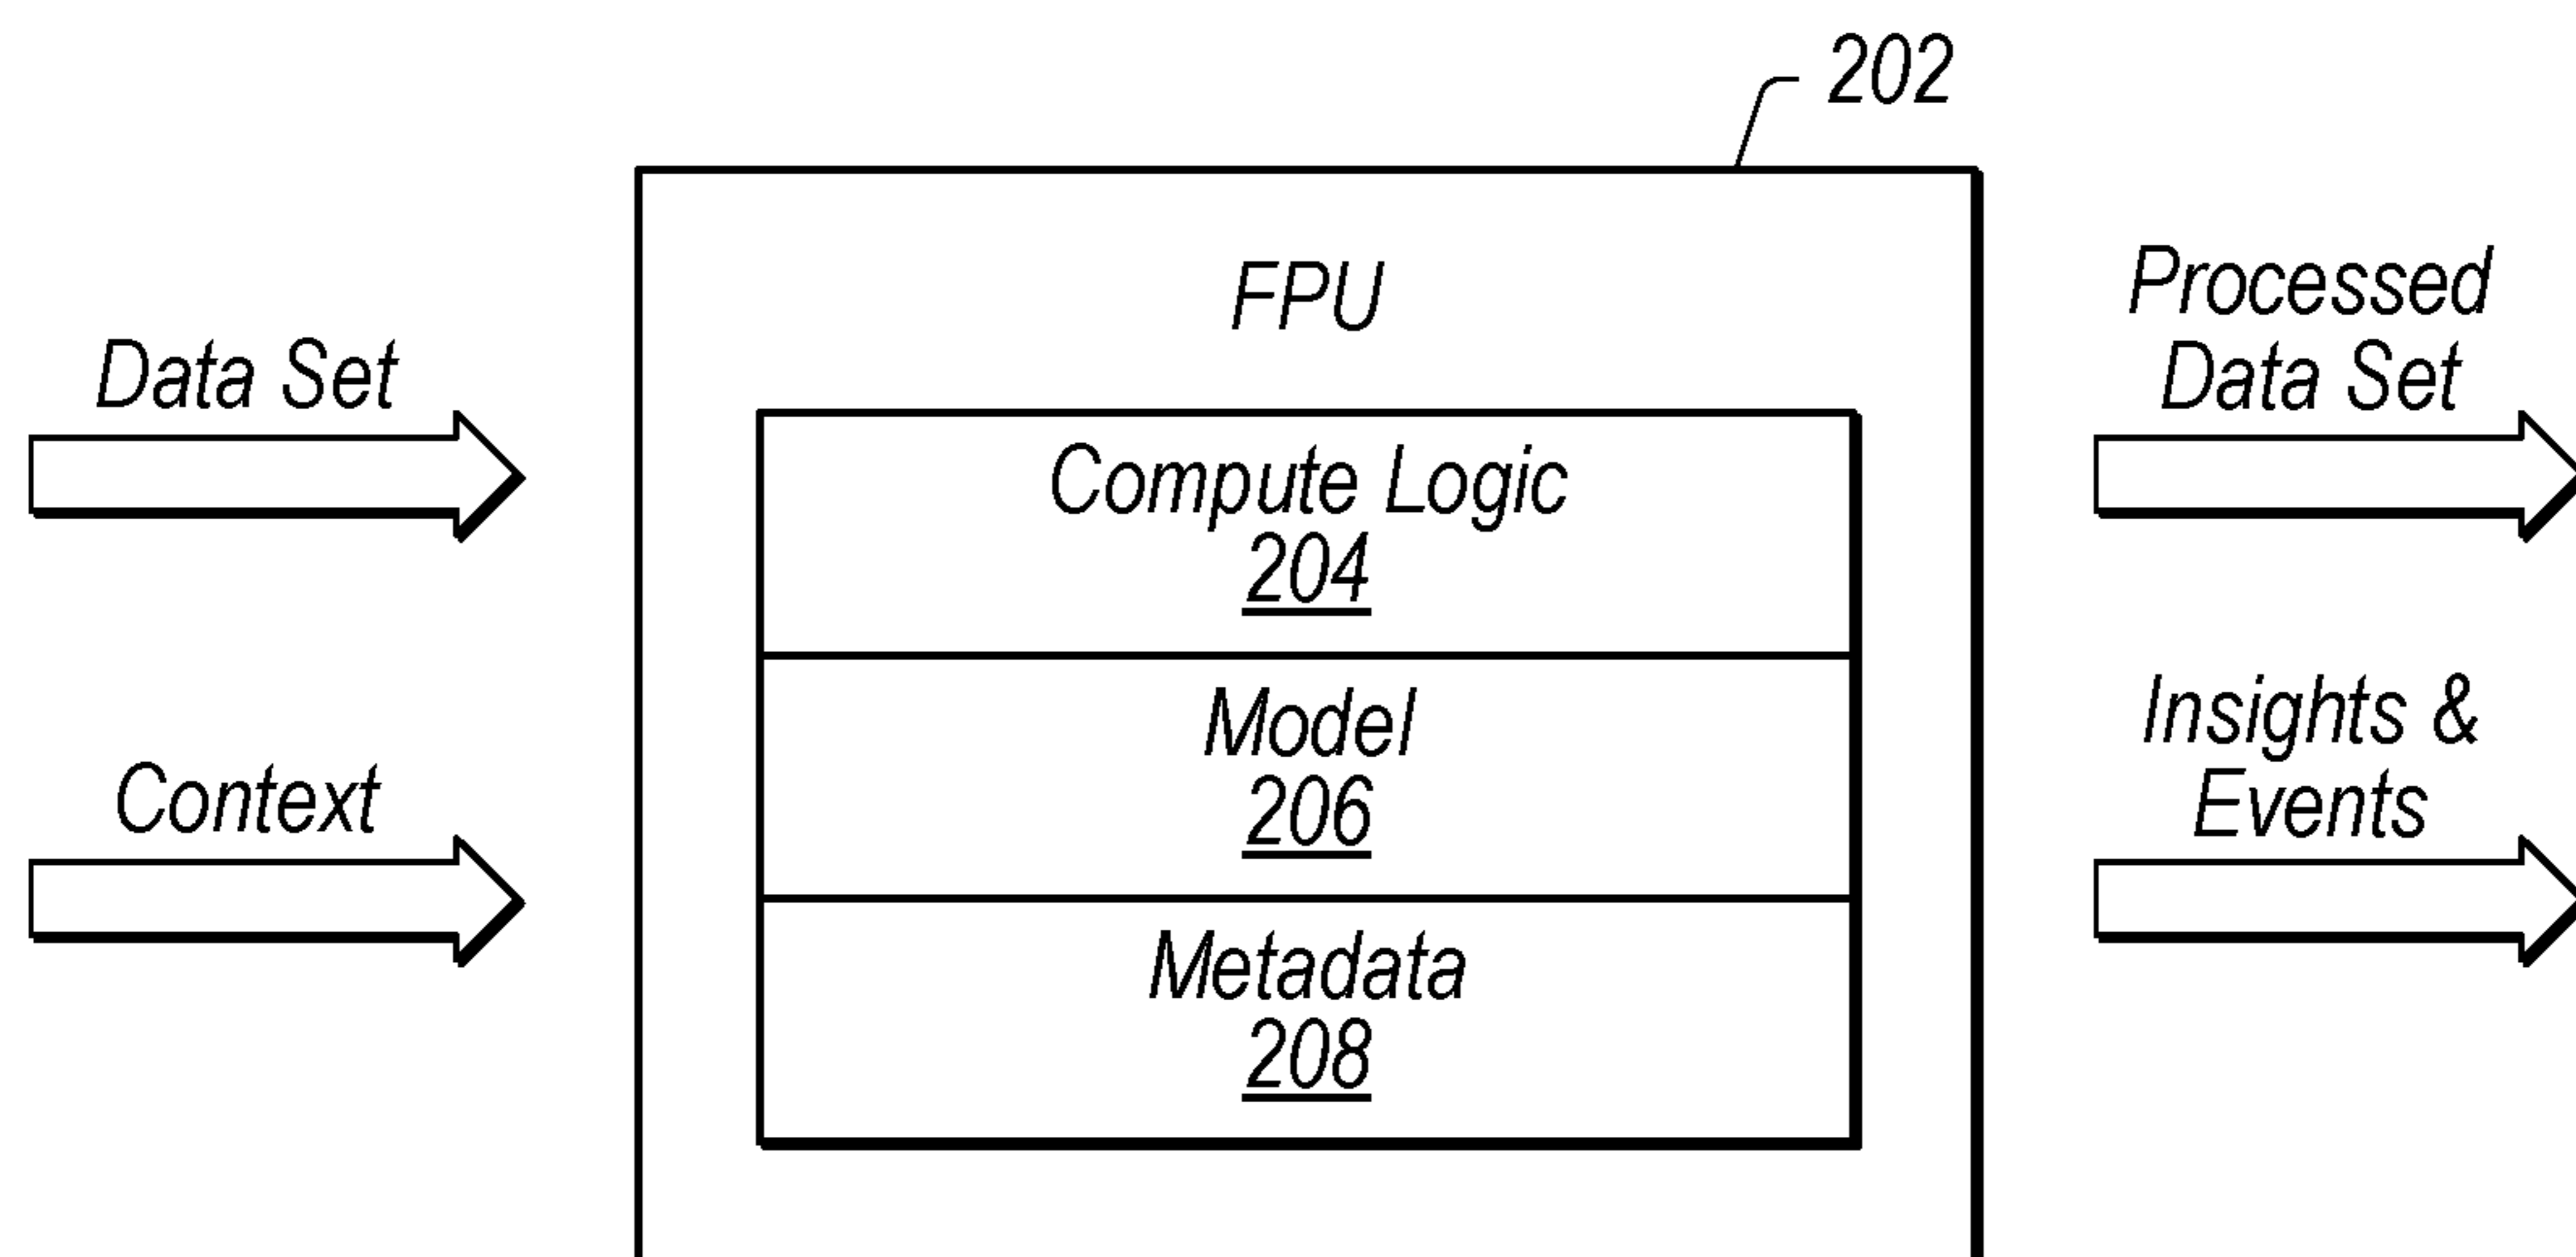 202
FPU
Data Set
Context
Compute Logic
204
Model
206
Metadata
208
Processed
Data Set
Insights &
Events